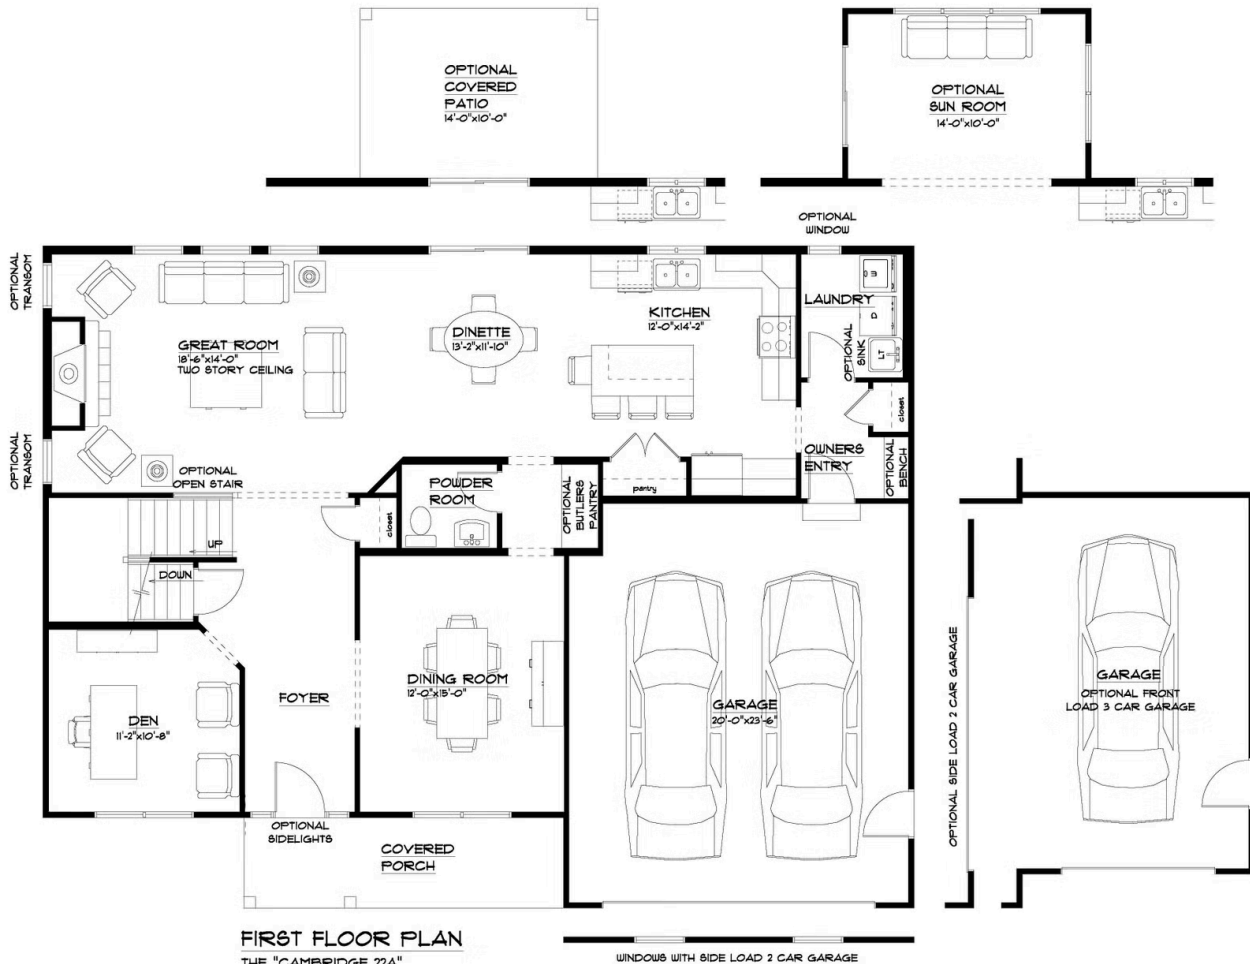 OPTIONAL
COVERED
PATIO
14'-0"x10'-0"
OPTIONAL
SUN ROOM
14'-0"x10'-0"
OPTIONAL
WINDOW
OPTIONAL
TRANSOM
GREAT ROOM
18'-6"x14'-0"
TWO STORY CEILING
DINETTE
13'-2"x11'-10"
KITCHEN
12'-0"x14'-2"
LAUNDRY
W
D
OPTIONAL
SINK
LT
closet
OPTIONAL
TRANSOM
OPTIONAL
OPEN STAIR
POWDER
ROOM
closet
OPTIONAL
BUTLERS
PANTRY
pantry
OWNERS
ENTRY
OPTIONAL
BENCH
UP
DOWN
DEN
11'-2"x10'-8"
FOYER
DINING ROOM
12'-0"x15'-0"
GARAGE
20'-0"x23'-6"
OPTIONAL SIDE LOAD 2 CAR GARAGE
GARAGE
OPTIONAL FRONT
LOAD 3 CAR GARAGE
OPTIONAL
SIDELIGHTS
COVERED
PORCH
FIRST FLOOR PLAN
THE "CAMBRIDGE 22A"
WINDOWS WITH SIDE LOAD 2 CAR GARAGE